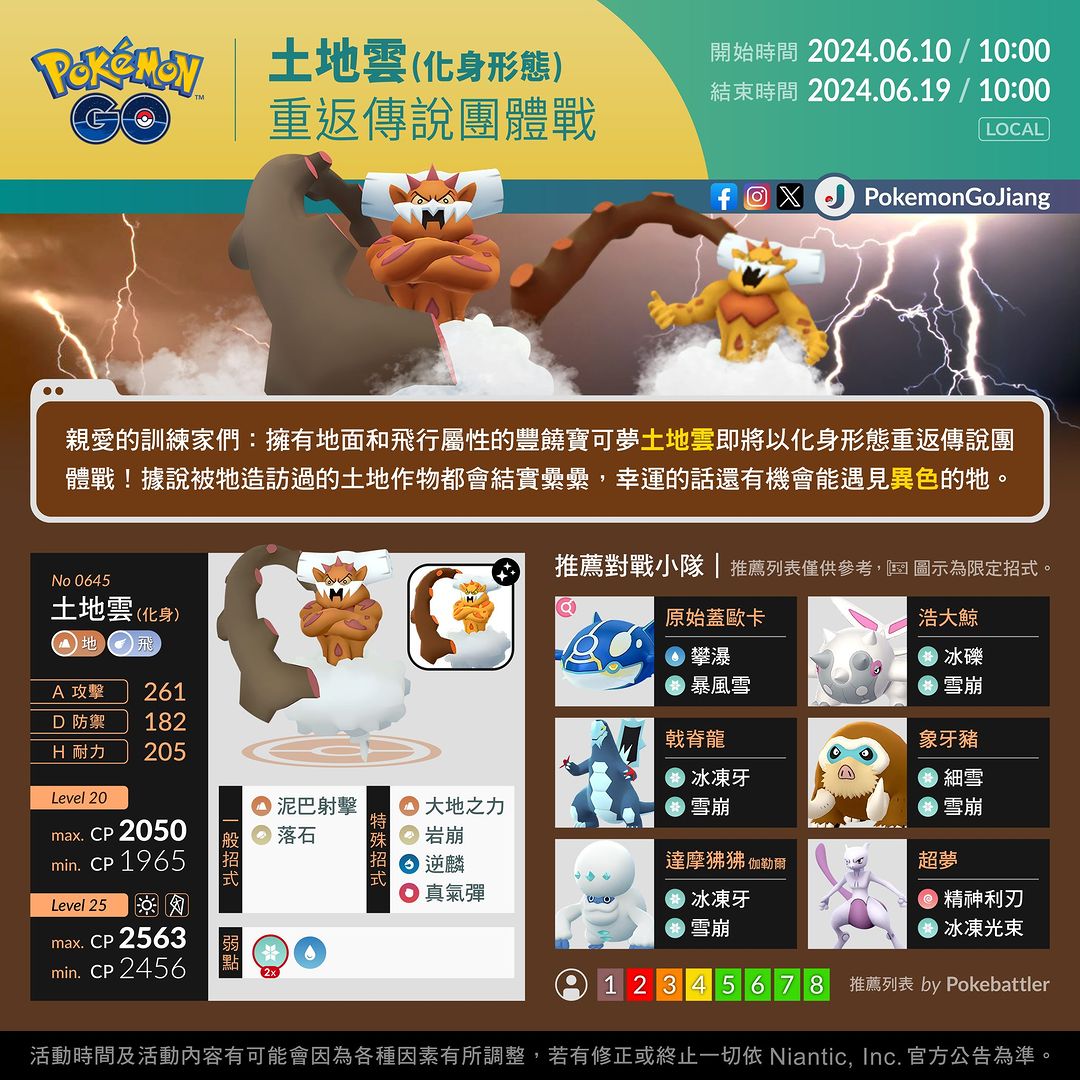 POKÉMON GO™
土地雲(化身形態)
重返傳說團體戰
開始時間 2024.06.10 / 10:00
結束時間 2024.06.19 / 10:00
LOCAL
PokemonGoJiang
親愛的訓練家們：擁有地面和飛行屬性的豐饒寶可夢土地雲即將以化身形態重返傳說團
體戰！據說被牠造訪過的土地作物都會結實纍纍，幸運的話還有機會能遇見異色的牠。
No 0645
土地雲(化身)
地 飛
A 攻擊 261
D 防禦 182
H 耐力 205
Level 20
max. CP 2050
min. CP 1965
Level 25
max. CP 2563
min. CP 2456
一般招式
泥巴射擊
落石
特殊招式
大地之力
岩崩
逆鱗
真氣彈
弱點
2x
推薦對戰小隊｜推薦列表僅供參考，圖示為限定招式。
原始蓋歐卡
攀瀑
暴風雪
浩大鯨
冰礫
雪崩
戟脊龍
冰凍牙
雪崩
象牙豬
細雪
雪崩
達摩狒狒 伽勒爾
冰凍牙
雪崩
超夢
精神利刃
冰凍光束
1 2 3 4 5 6 7 8
推薦列表 by Pokebattler
活動時間及活動內容有可能會因為各種因素有所調整，若有修正或終止一切依 Niantic, Inc. 官方公告為準。